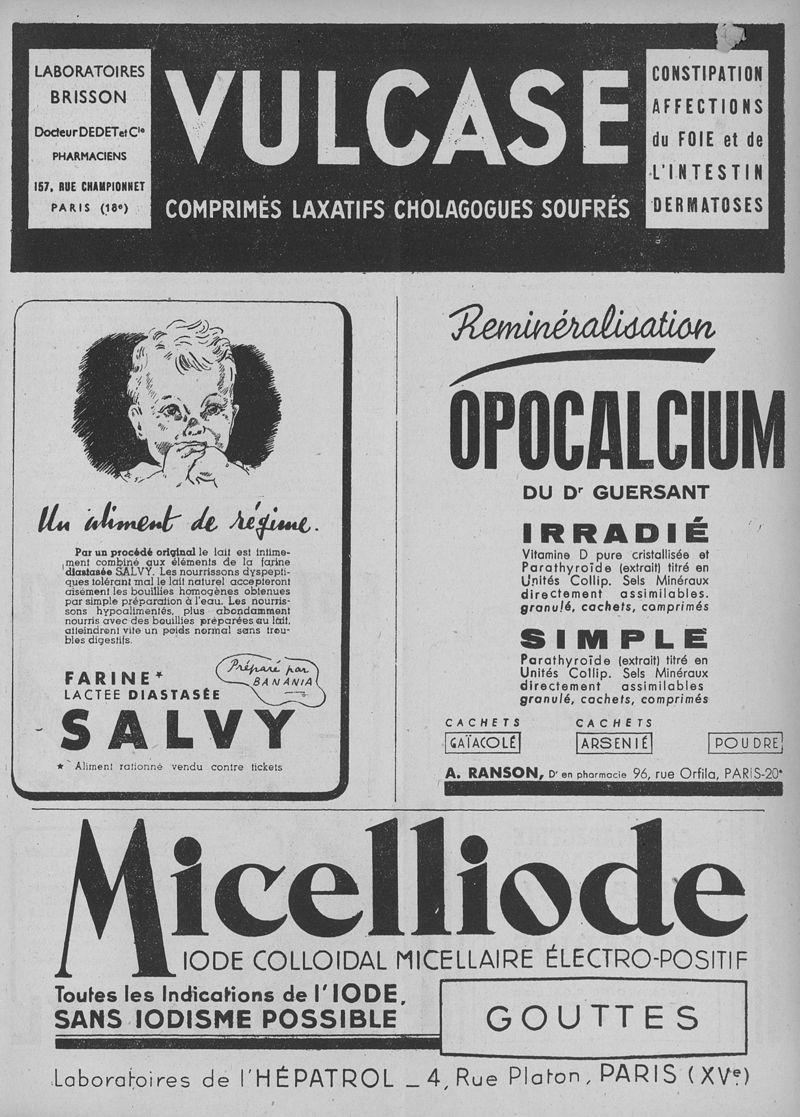 LABORATOIRES
BRISSON
Docteur DEDET et Cie
PHARMACIENS
157, RUE CHAMPIONNET
PARIS (18e)
VULCASE
COMPRIMÉS LAXATIFS CHOLAGOGUES SOUFRÉS
CONSTIPATION
AFFECTIONS
du FOIE et de
L'INTESTIN
DERMATOSES
Un aliment de régime.
Par un procédé original le lait est intime-
ment combiné aux éléments de la farine
diastasée SALVY. Les nourrissons dyspepti-
ques tolérant mal le lait naturel accepteront
aisément les bouillies homogènes obtenues
par simple préparation à l'eau. Les nourris-
sons hypoalimentés, plus abondamment
nourris avec des bouillies préparées au lait,
atteindront vite un poids normal sans trou-
bles digestifs.
FARINE*
LACTEE DIASTASÉE
Préparé par
BANANIA
SALVY
* Aliment rationné vendu contre tickets
Reminéralisation
OPOCALCIUM
DU Dr GUERSANT
IRRADIÉ
Vitamine D pure cristallisée et
Parathyroïde (extrait) titré en
Unités Collip. Sels Minéraux
directement assimilables.
granulé, cachets, comprimés
SIMPLE
Parathyroïde (extrait) titré en
Unités Collip. Sels Minéraux
directement assimilables
granulé, cachets, comprimés
CACHETS CACHETS
GAÏACOLÉ ARSENIÉ POUDRE
A. RANSON, Dr en pharmacie 96, rue Orfila, PARIS-20e
Micelliode
IODE COLLOIDAL MICELLAIRE ÉLECTRO-POSITIF
Toutes les Indications de l'IODE,
SANS IODISME POSSIBLE
GOUTTES
Laboratoires de l'HÉPATROL _ 4, Rue Platon, PARIS (XVe)